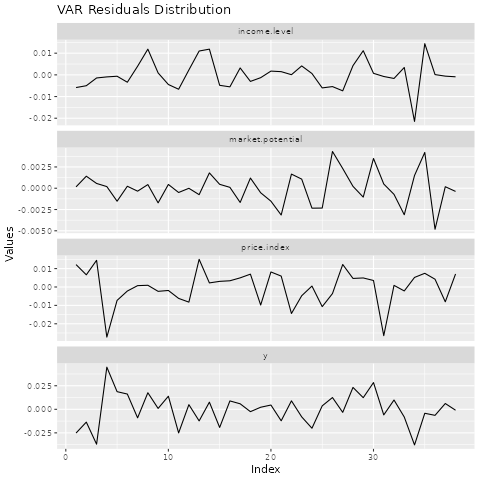 VAR Residuals Distribution
income.level
0.01
0.00
-0.01
-0.02
market.potential
0.0025
0.0000
-0.0025
-0.0050
Values
price.index
0.01
0.00
-0.01
-0.02
y
0.025
0.000
-0.025
0 10 20 30
Index